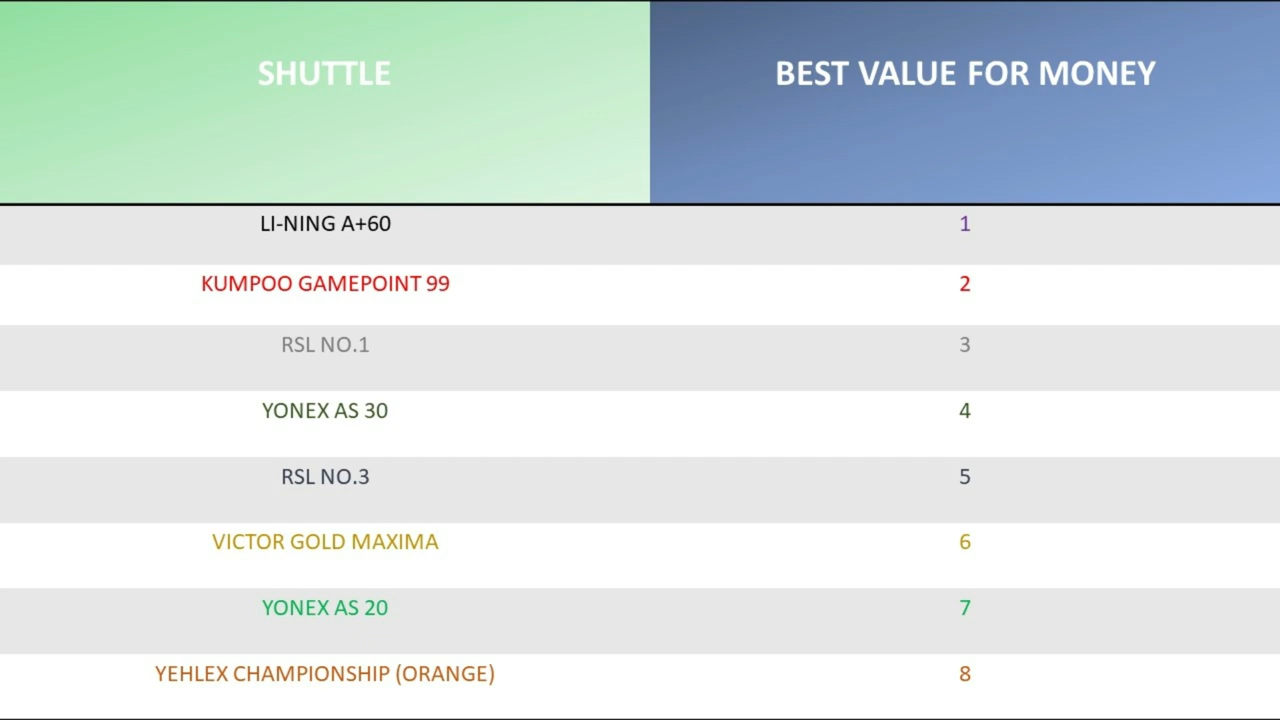 SHUTTLE BEST VALUE FOR MONEY
LI-NING A+60 1
KUMPOO GAMEPOINT 99 2
RSL NO.1 3
YONEX AS 30 4
RSL NO.3 5
VICTOR GOLD MAXIMA 6
YONEX AS 20 7
YEHLEX CHAMPIONSHIP (ORANGE) 8